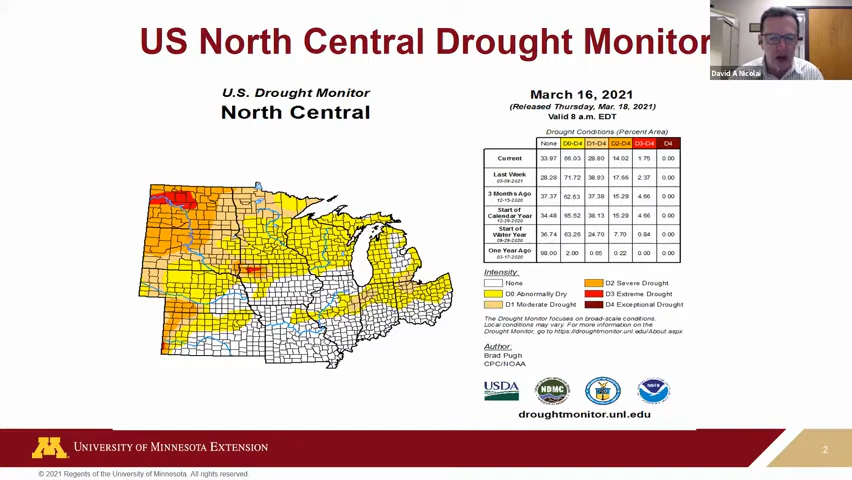 US North Central Drought Monitor
David A Nicolai
U.S. Drought Monitor
North Central
March 16, 2021
(Released Thursday, Mar. 18, 2021)
Valid 8 a.m. EDT
Drought Conditions (Percent Area)
None D0-D4 D1-D4 D2-D4 D3-D4 D4
Current 33.97 66.03 28.80 14.02 1.75 0.00
Last Week 28.28 71.72 38.93 17.66 2.37 0.00
03-09-2021
3 Months Ago 37.37 62.63 37.38 15.29 4.66 0.00
12-15-2020
Start of
Calendar Year 34.48 65.52 38.13 15.29 4.66 0.00
12-29-2020
Start of
Water Year 36.74 63.26 24.70 7.70 0.84 0.00
09-29-2020
One Year Ago 98.00 2.00 0.65 0.22 0.00 0.00
03-17-2020
Intensity:
None
D0 Abnormally Dry
D1 Moderate Drought
D2 Severe Drought
D3 Extreme Drought
D4 Exceptional Drought
The Drought Monitor focuses on broad-scale conditions.
Local conditions may vary. For more information on the
Drought Monitor, go to https://droughtmonitor.unl.edu/About.aspx
Author:
Brad Pugh
CPC/NOAA
USDA
NDMC
droughtmonitor.unl.edu
M
UNIVERSITY OF MINNESOTA EXTENSION
2
© 2021 Regents of the University of Minnesota. All rights reserved.